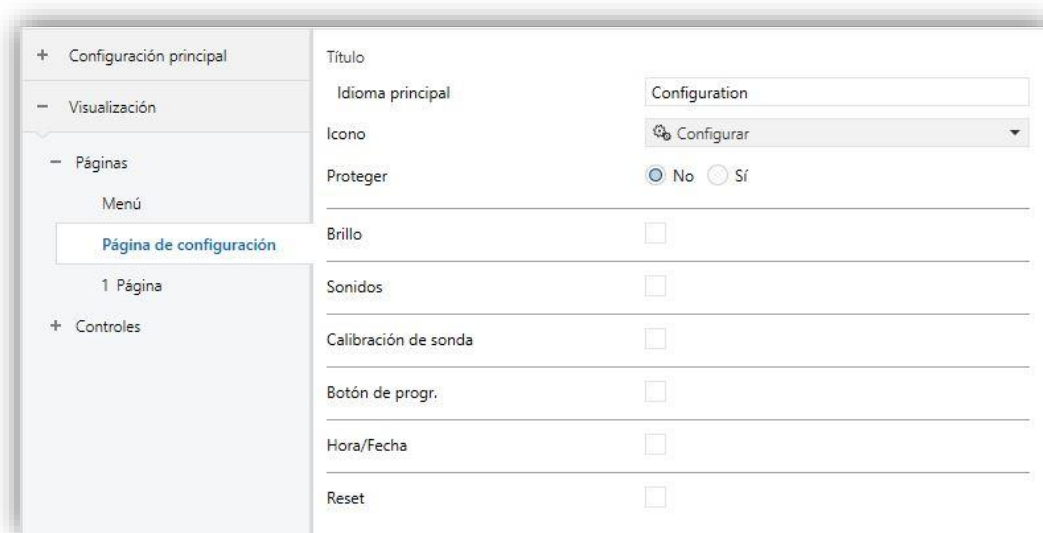 + Configuración principal
− Visualización
− Páginas
Menú
Página de configuración
1 Página
+ Controles
Título
Idioma principal Configuration
Icono Configurar
Proteger No Sí
Brillo
Sonidos
Calibración de sonda
Botón de progr.
Hora/Fecha
Reset